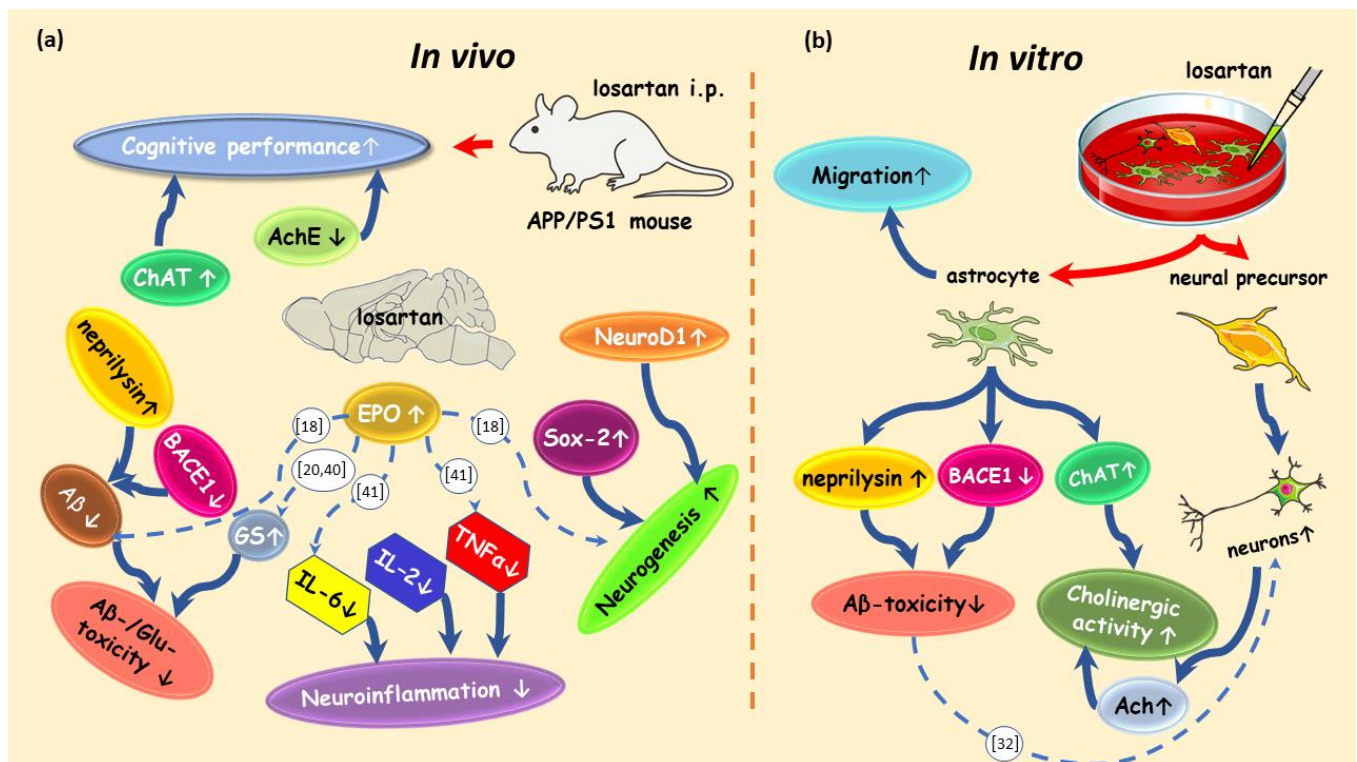 (a)
In vivo
losartan i.p.
Cognitive performance↑
APP/PS1 mouse
AchE ↓
ChAT ↑
losartan
neprilysin↑
NeuroD1↑
EPO ↑
[18]
[18]
Sox-2↑
BACE1↓
[20,40]
[41]
[41]
Aβ
↓
GS↑
TNFα↓
IL-2↓
IL-6↓
Neurogenesis ↑
Aβ-/Glu-
toxicity
↓
Neuroinflammation ↓
(b)
In vitro
losartan
Migration↑
astrocyte
neural precursor
neprilysin ↑
BACE1 ↓
ChAT↑
neurons↑
Aβ-toxicity↓
Cholinergic
activity ↑
Ach↑
[32]